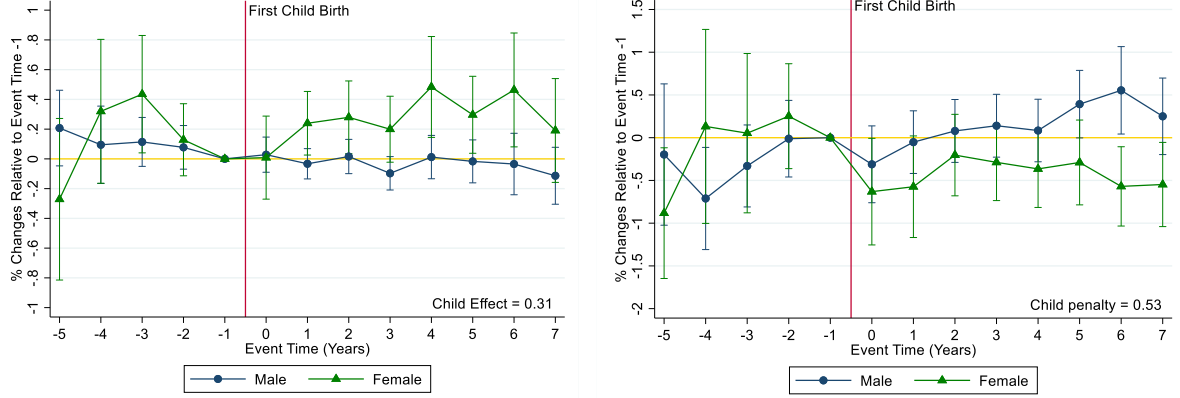 First Child Birth
% Changes Relative to Event Time -1
1
.8
.6
.4
.2
0
-.2
-.4
-.6
-.8
-1
Child Effect = 0.31
-5 -4 -3 -2 -1 0 1 2 3 4 5 6 7
Event Time (Years)
Male Female
First Child Birth
% Changes Relative to Event Time -1
1.5
1
.5
0
-.5
-1
-1.5
-2
Child penalty = 0.53
-5 -4 -3 -2 -1 0 1 2 3 4 5 6 7
Event Time (Years)
Male Female